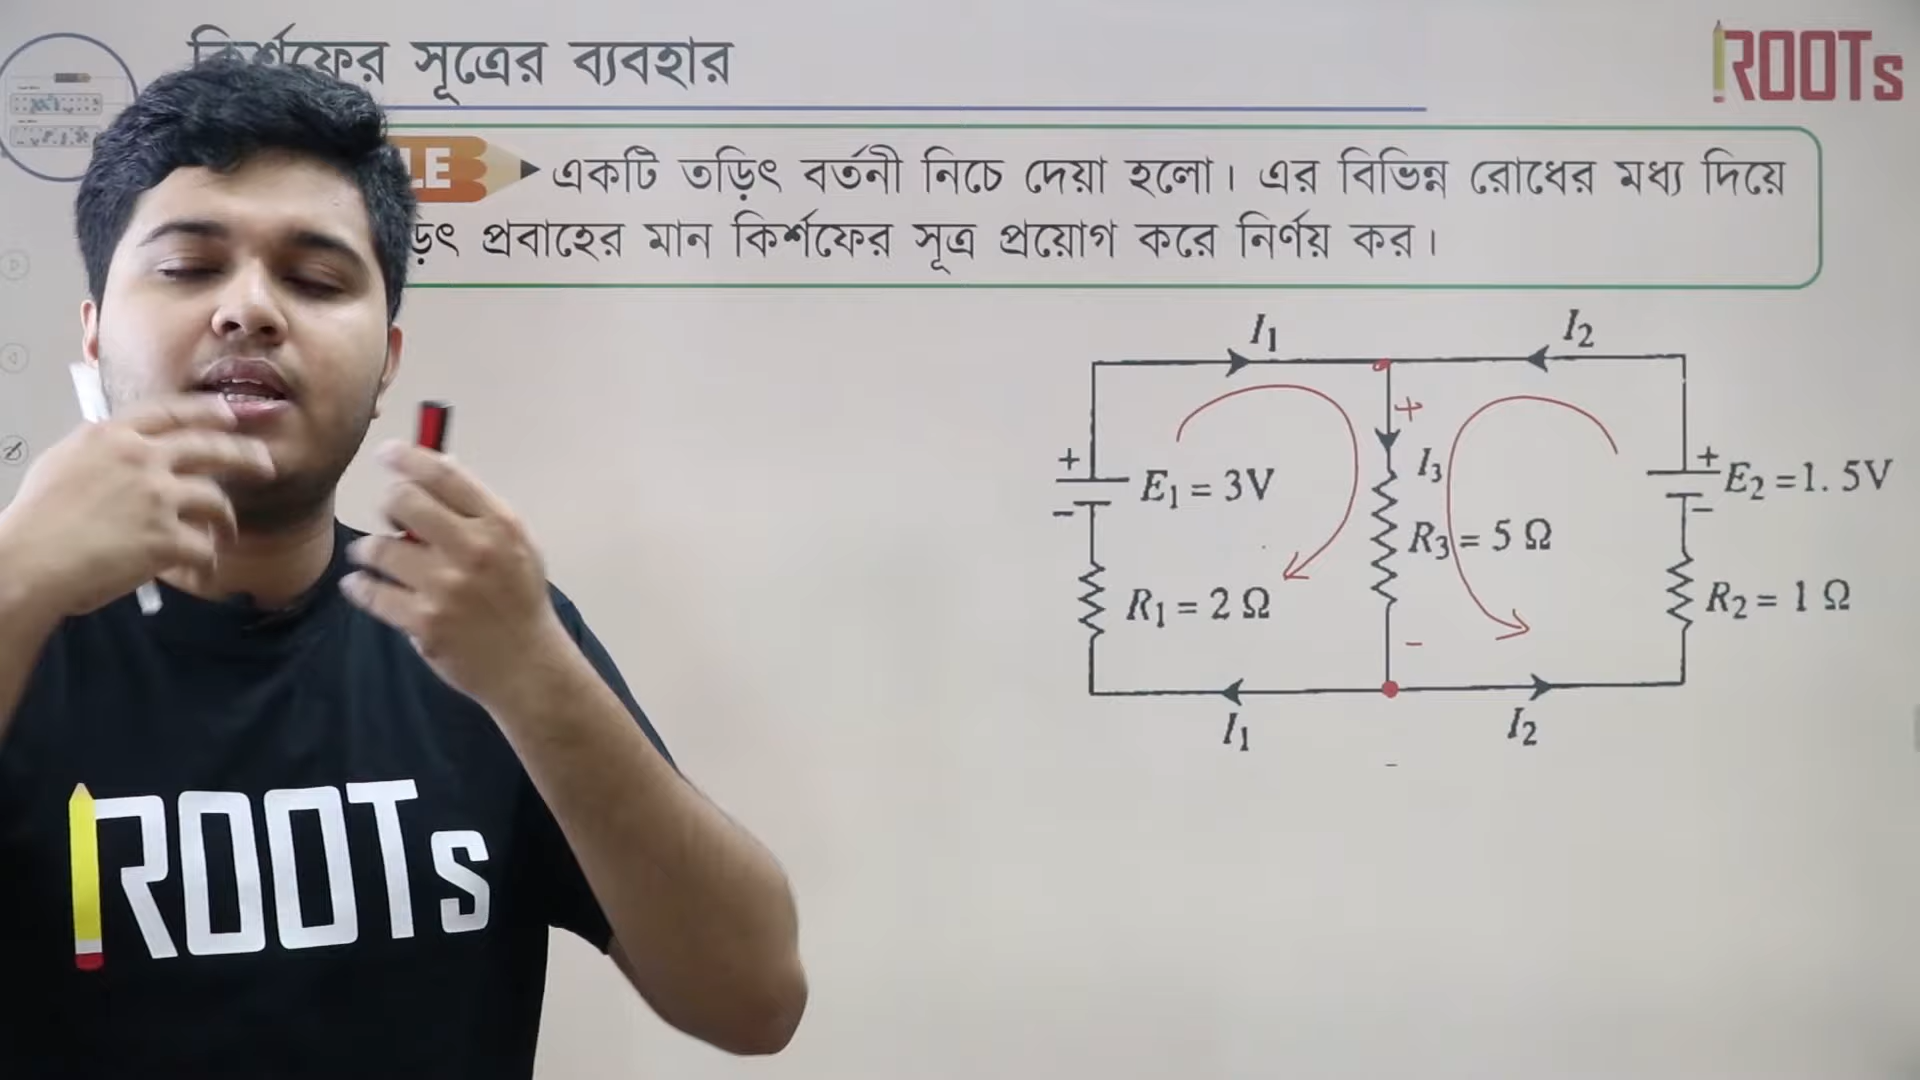 কির্শফের সূত্রের ব্যবহার
ROOTs
LE একটি তড়িৎ বর্তনী নিচে দেয়া হলো। এর বিভিন্ন রোধের মধ্য দিয়ে
প্রবাহের মান কির্শফের সূত্র প্রয়োগ করে নির্ণয় কর।
I₁ I₂
+ + I₃ +
E₁ = 3V E₂ =1. 5V
- -
R₃ = 5 Ω
R₁ = 2 Ω R₂ = 1 Ω
-
I₁ I₂
ROOTs